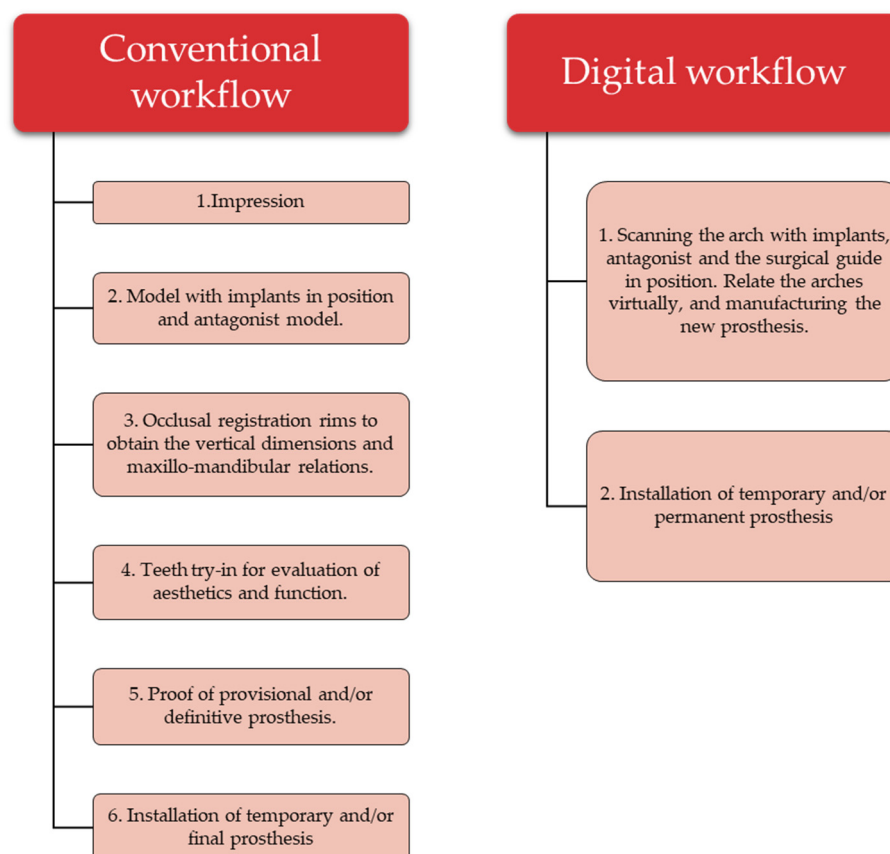 Conventional
workflow
1.Impression
2. Model with implants in position
and antagonist model.
3. Occlusal registration rims to
obtain the vertical dimensions and
maxillo-mandibular relations.
4. Teeth try-in for evaluation of
aesthetics and function.
5. Proof of provisional and/or
definitive prosthesis.
6. Installation of temporary and/or
final prosthesis
Digital workflow
1. Scanning the arch with implants,
antagonist and the surgical guide
in position. Relate the arches
virtually, and manufacturing the
new prosthesis.
2. Installation of temporary and/or
permanent prosthesis